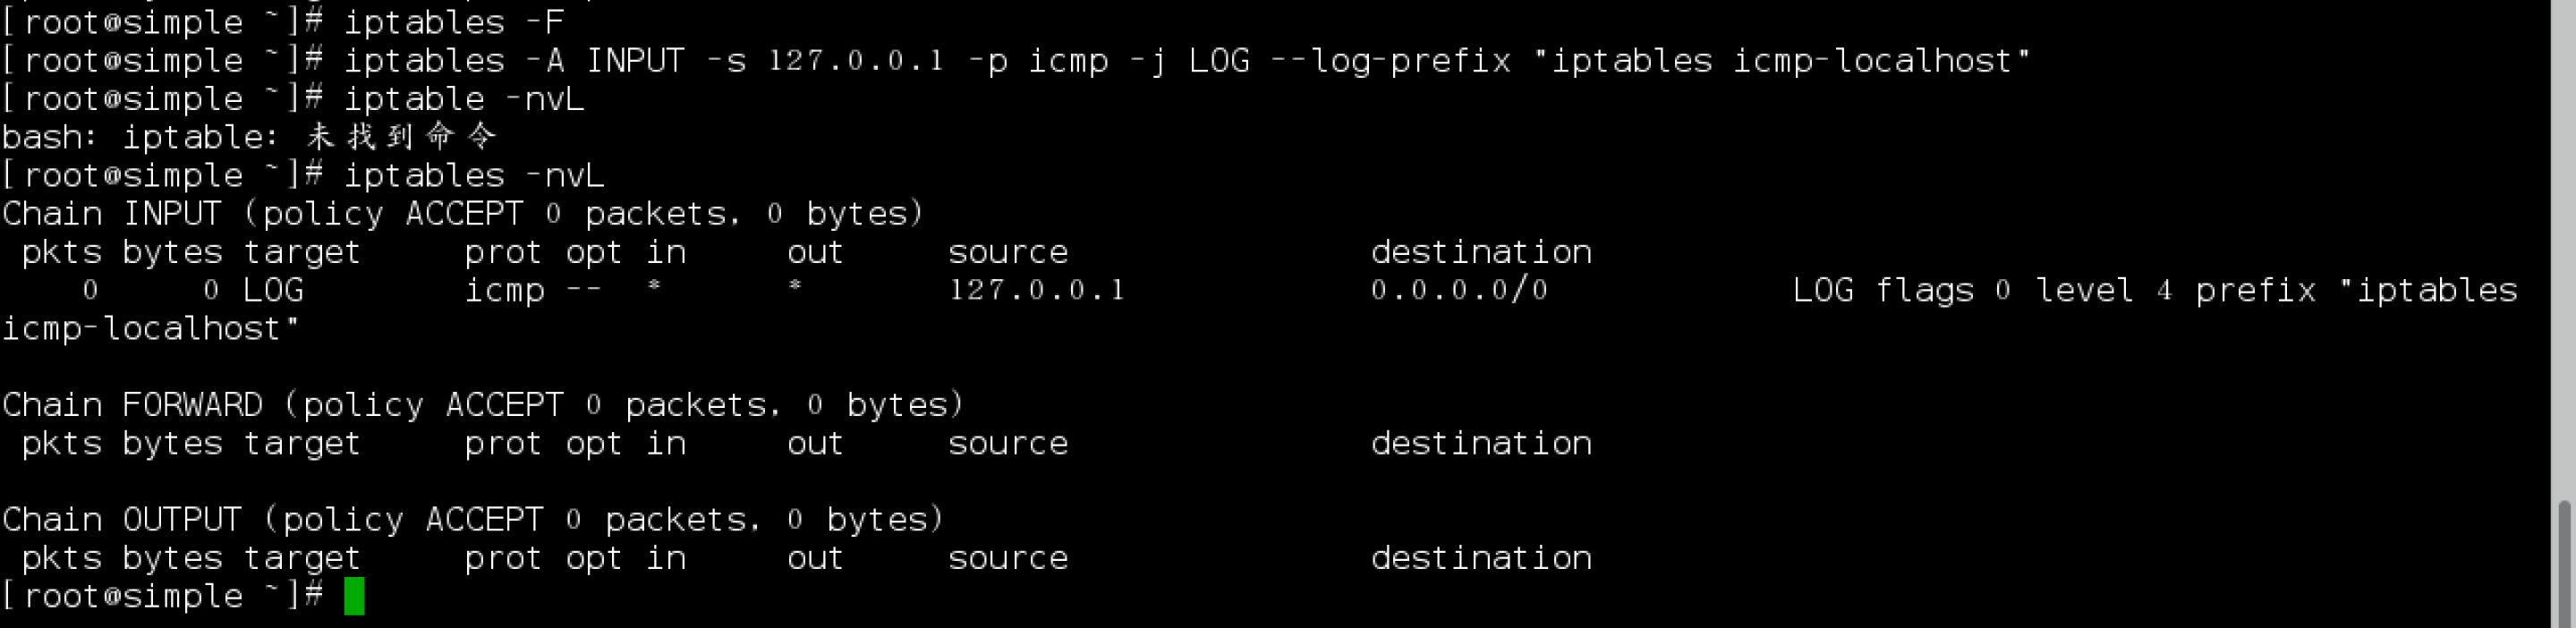 [root@simple ~]# iptables -F
[root@simple ~]# iptables -A INPUT -s 127.0.0.1 -p icmp -j LOG --log-prefix "iptables icmp-localhost"
[root@simple ~]# iptable -nvL
bash: iptable: 未找到命令
[root@simple ~]# iptables -nvL
Chain INPUT (policy ACCEPT 0 packets, 0 bytes)
 pkts bytes target     prot opt in     out     source               destination
    0     0 LOG        icmp --  *      *       127.0.0.1            0.0.0.0/0            LOG flags 0 level 4 prefix "iptables
icmp-localhost"

Chain FORWARD (policy ACCEPT 0 packets, 0 bytes)
 pkts bytes target     prot opt in     out     source               destination

Chain OUTPUT (policy ACCEPT 0 packets, 0 bytes)
 pkts bytes target     prot opt in     out     source               destination
[root@simple ~]#